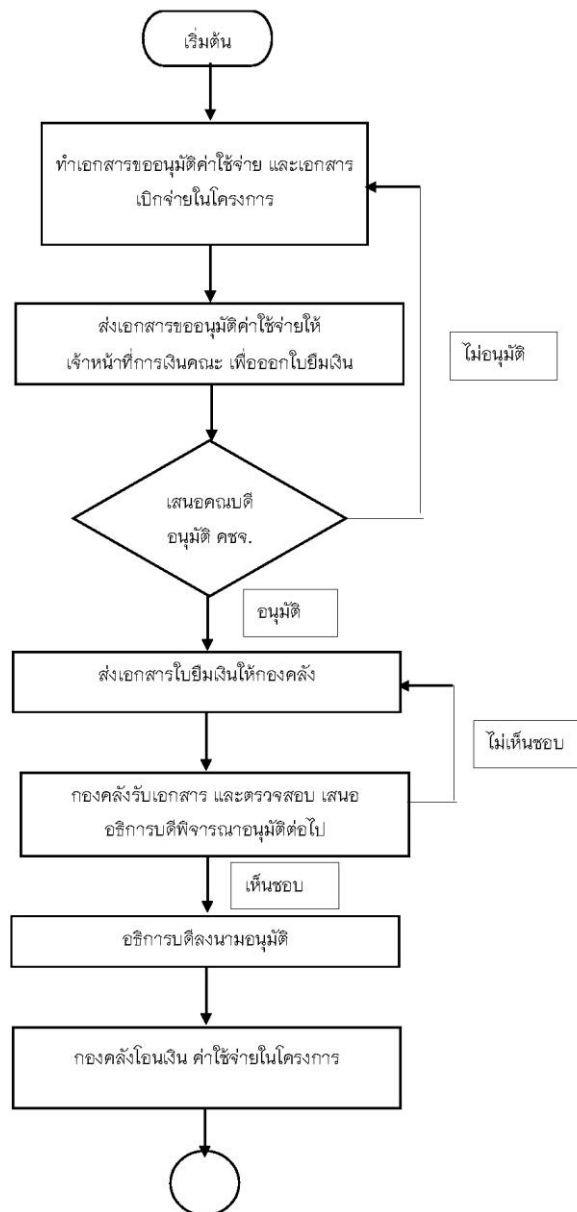 เริ่มต้น
ทำเอกสารขออนุมัติค่าใช้จ่าย และเอกสาร
เบิกจ่ายในโครงการ
ส่งเอกสารขออนุมัติค่าใช้จ่ายให้
เจ้าหน้าที่การเงินคณะ เพื่อออกใบยืมเงิน
ไม่อนุมัติ
เสนอคณบดี
อนุมัติ คชจ.
อนุมัติ
ส่งเอกสารใบยืมเงินให้กองคลัง
ไม่เห็นชอบ
กองคลังรับเอกสาร และตรวจสอบ เสนอ
อธิการบดีพิจารณาอนุมัติต่อไป
เห็นชอบ
อธิการบดีลงนามอนุมัติ
กองคลังโอนเงิน ค่าใช้จ่ายในโครงการ